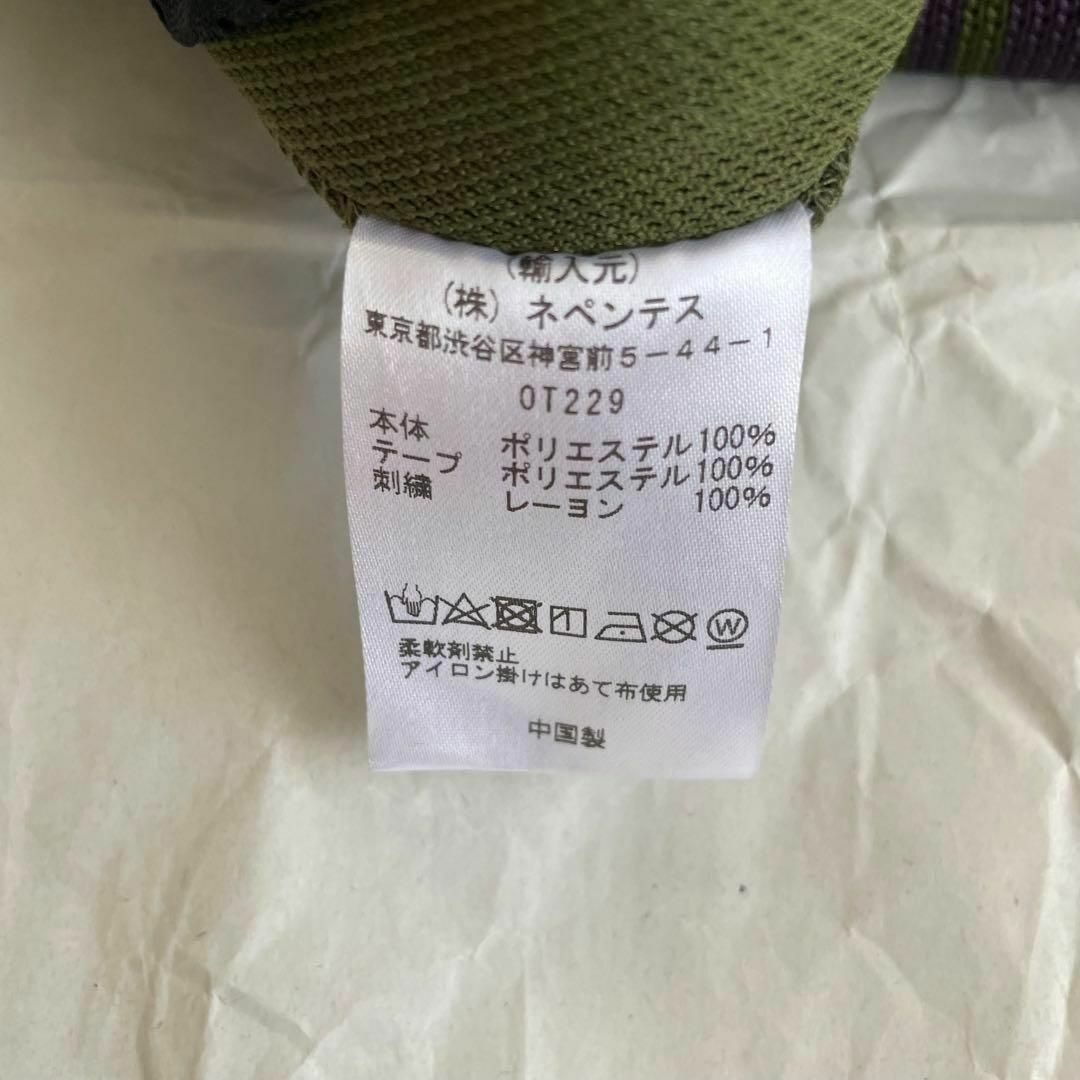 (輸入元)
(株) ネペンテス
東京都渋谷区神宮前5-44-1
OT229
本体 ポリエステル100%
テープ ポリエステル100%
刺繍 レーヨン 100%
W
柔軟剤禁止
アイロン掛けはあて布使用
中国製